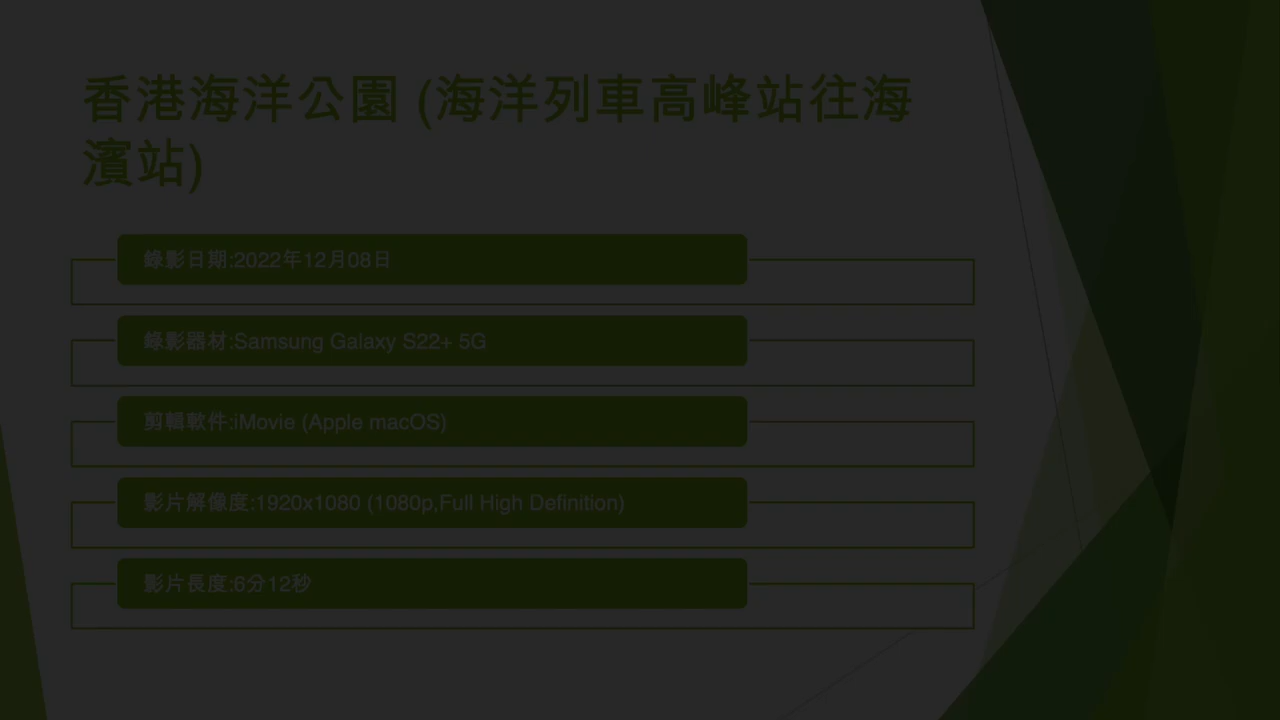 香港海洋公園 (海洋列車高峰站往海
濱站)
錄影日期:2022年12月08日
錄影器材:Samsung Galaxy S22+ 5G
剪輯軟件:iMovie (Apple macOS)
影片解像度:1920x1080 (1080p,Full High Definition)
影片長度:6分12秒